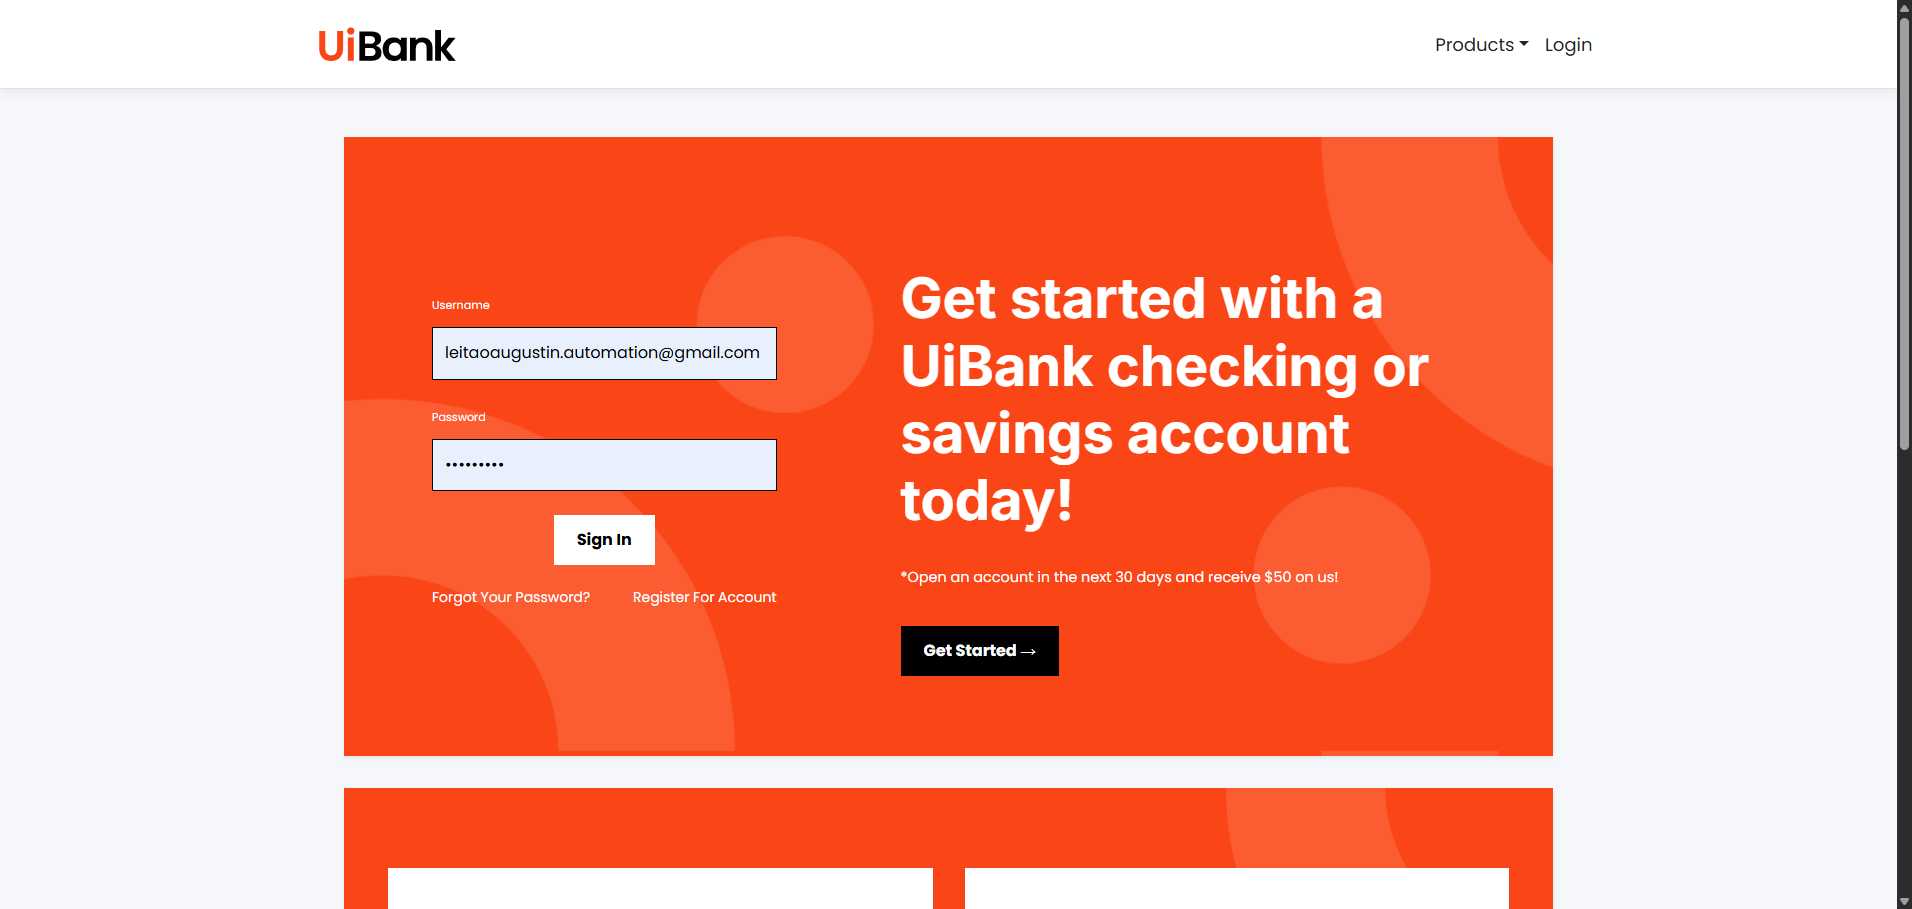 UiBank
Products
Login
Username
leitaoaugustin.automation@gmail.com
Password
•••••••••
Sign In
Forgot Your Password?
Register For Account
Get started with a
UiBank checking or
savings account
today!
*Open an account in the next 30 days and receive $50 on us!
Get Started →